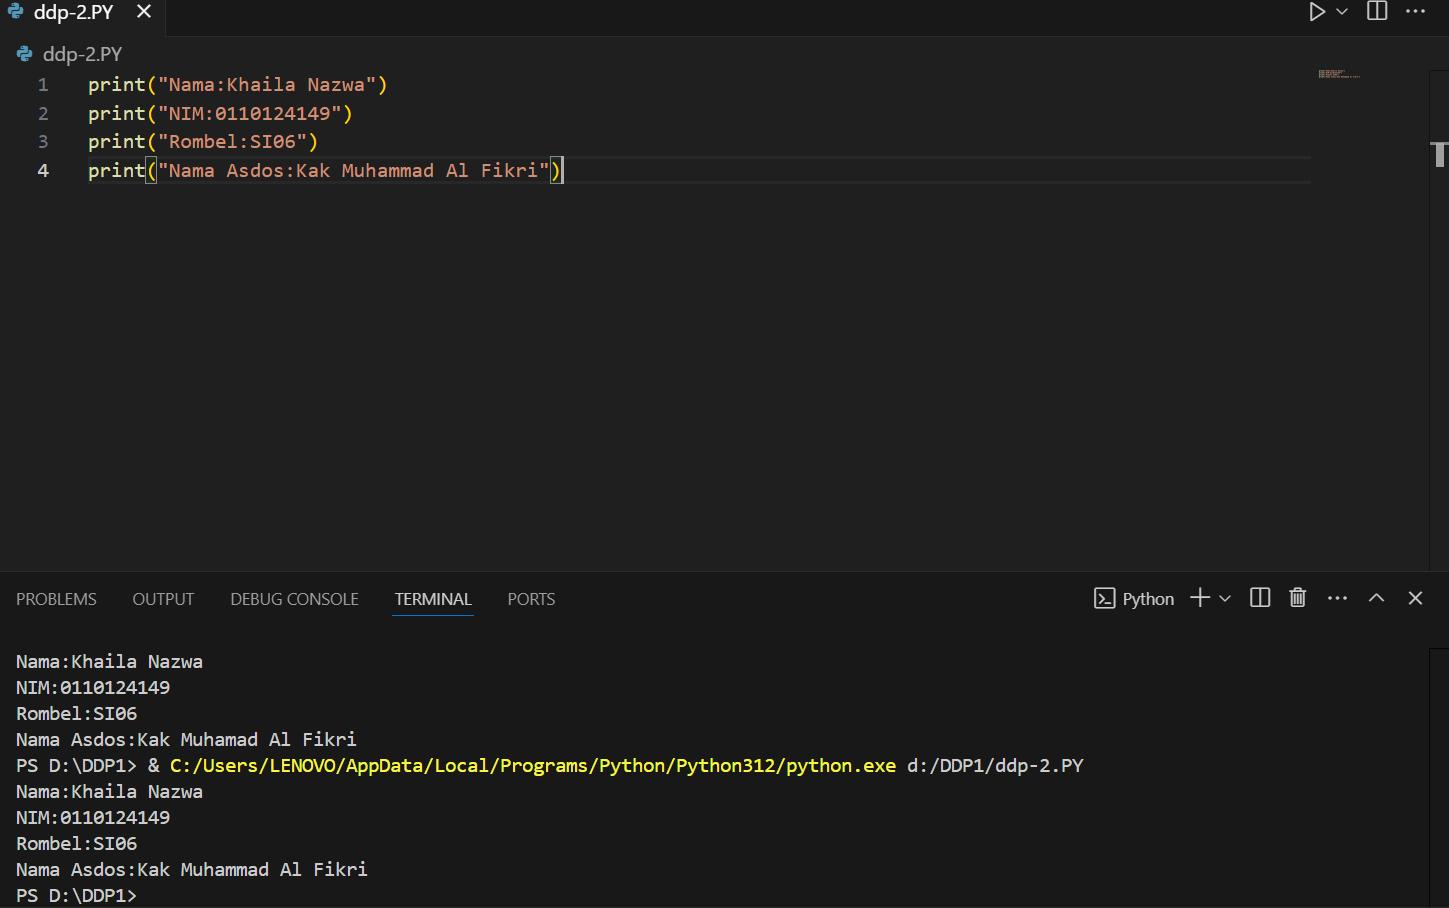 ddp-2.PY
ddp-2.PY
1 print("Nama:Khaila Nazwa")
2 print("NIM:0110124149")
3 print("Rombel:SI06")
4 print("Nama Asdos:Kak Muhammad Al Fikri")
PROBLEMS OUTPUT DEBUG CONSOLE TERMINAL PORTS Python
Nama:Khaila Nazwa
NIM:0110124149
Rombel:SI06
Nama Asdos:Kak Muhamad Al Fikri
PS D:\DDP1> & C:/Users/LENOVO/AppData/Local/Programs/Python/Python312/python.exe d:/DDP1/ddp-2.PY
Nama:Khaila Nazwa
NIM:0110124149
Rombel:SI06
Nama Asdos:Kak Muhammad Al Fikri
PS D:\DDP1>